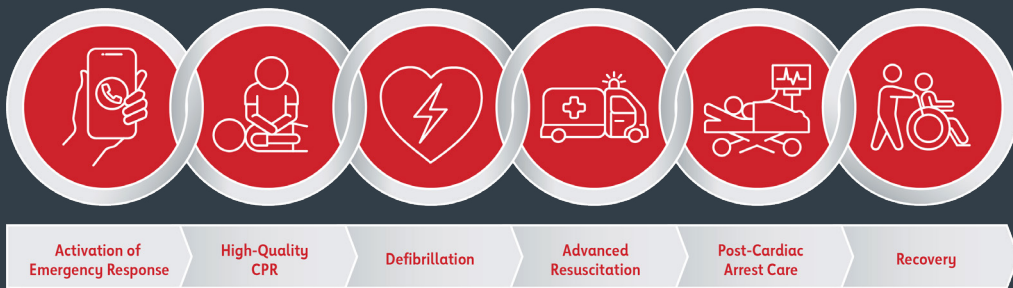 Activation of
Emergency Response
High-Quality
CPR
Defibrillation
Advanced
Resuscitation
Post-Cardiac
Arrest Care
Recovery